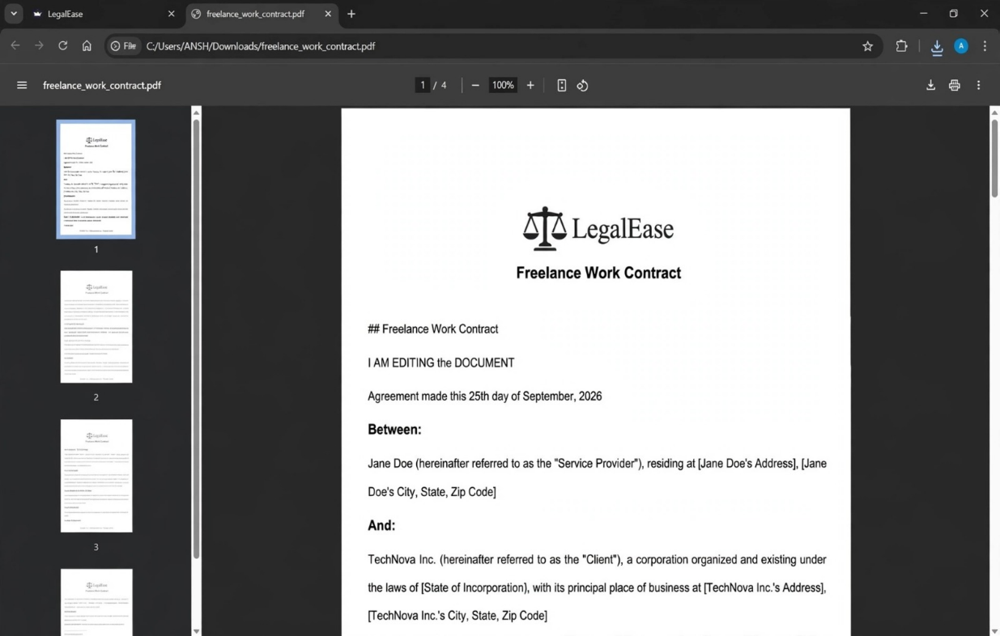 LegalEase
freelance_work_contract.pdf
File C:/Users/ANSH/Downloads/freelance_work_contract.pdf
A
freelance_work_contract.pdf
1 / 4
100%
1
2
3
LegalEase
Freelance Work Contract
## Freelance Work Contract
I AM EDITING the DOCUMENT
Agreement made this 25th day of September, 2026
Between:
Jane Doe (hereinafter referred to as the "Service Provider"), residing at [Jane Doe's Address], [Jane
Doe's City, State, Zip Code]
And:
TechNova Inc. (hereinafter referred to as the "Client"), a corporation organized and existing under
the laws of [State of Incorporation], with its principal place of business at [TechNova Inc.'s Address],
[TechNova Inc.'s City, State, Zip Code]